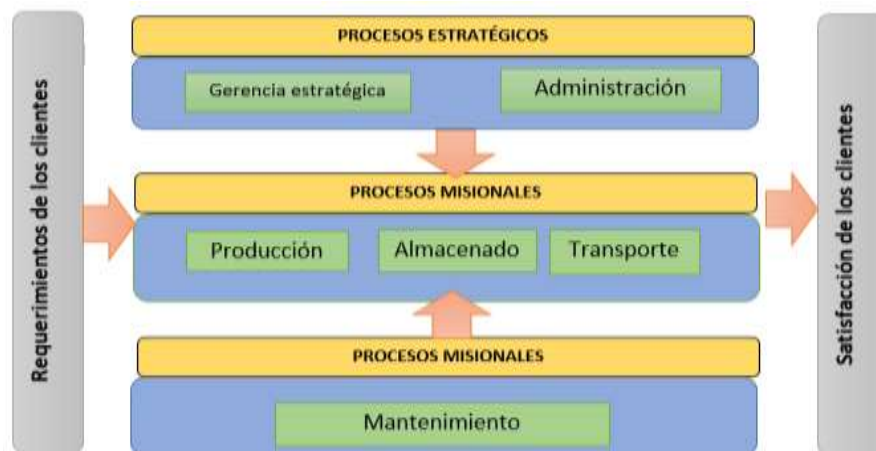 Requerimientos de los clientes
PROCESOS ESTRATÉGICOS
Gerencia estratégica
Administración
PROCESOS MISIONALES
Producción
Almacenado
Transporte
PROCESOS MISIONALES
Mantenimiento
Satisfacción de los clientes